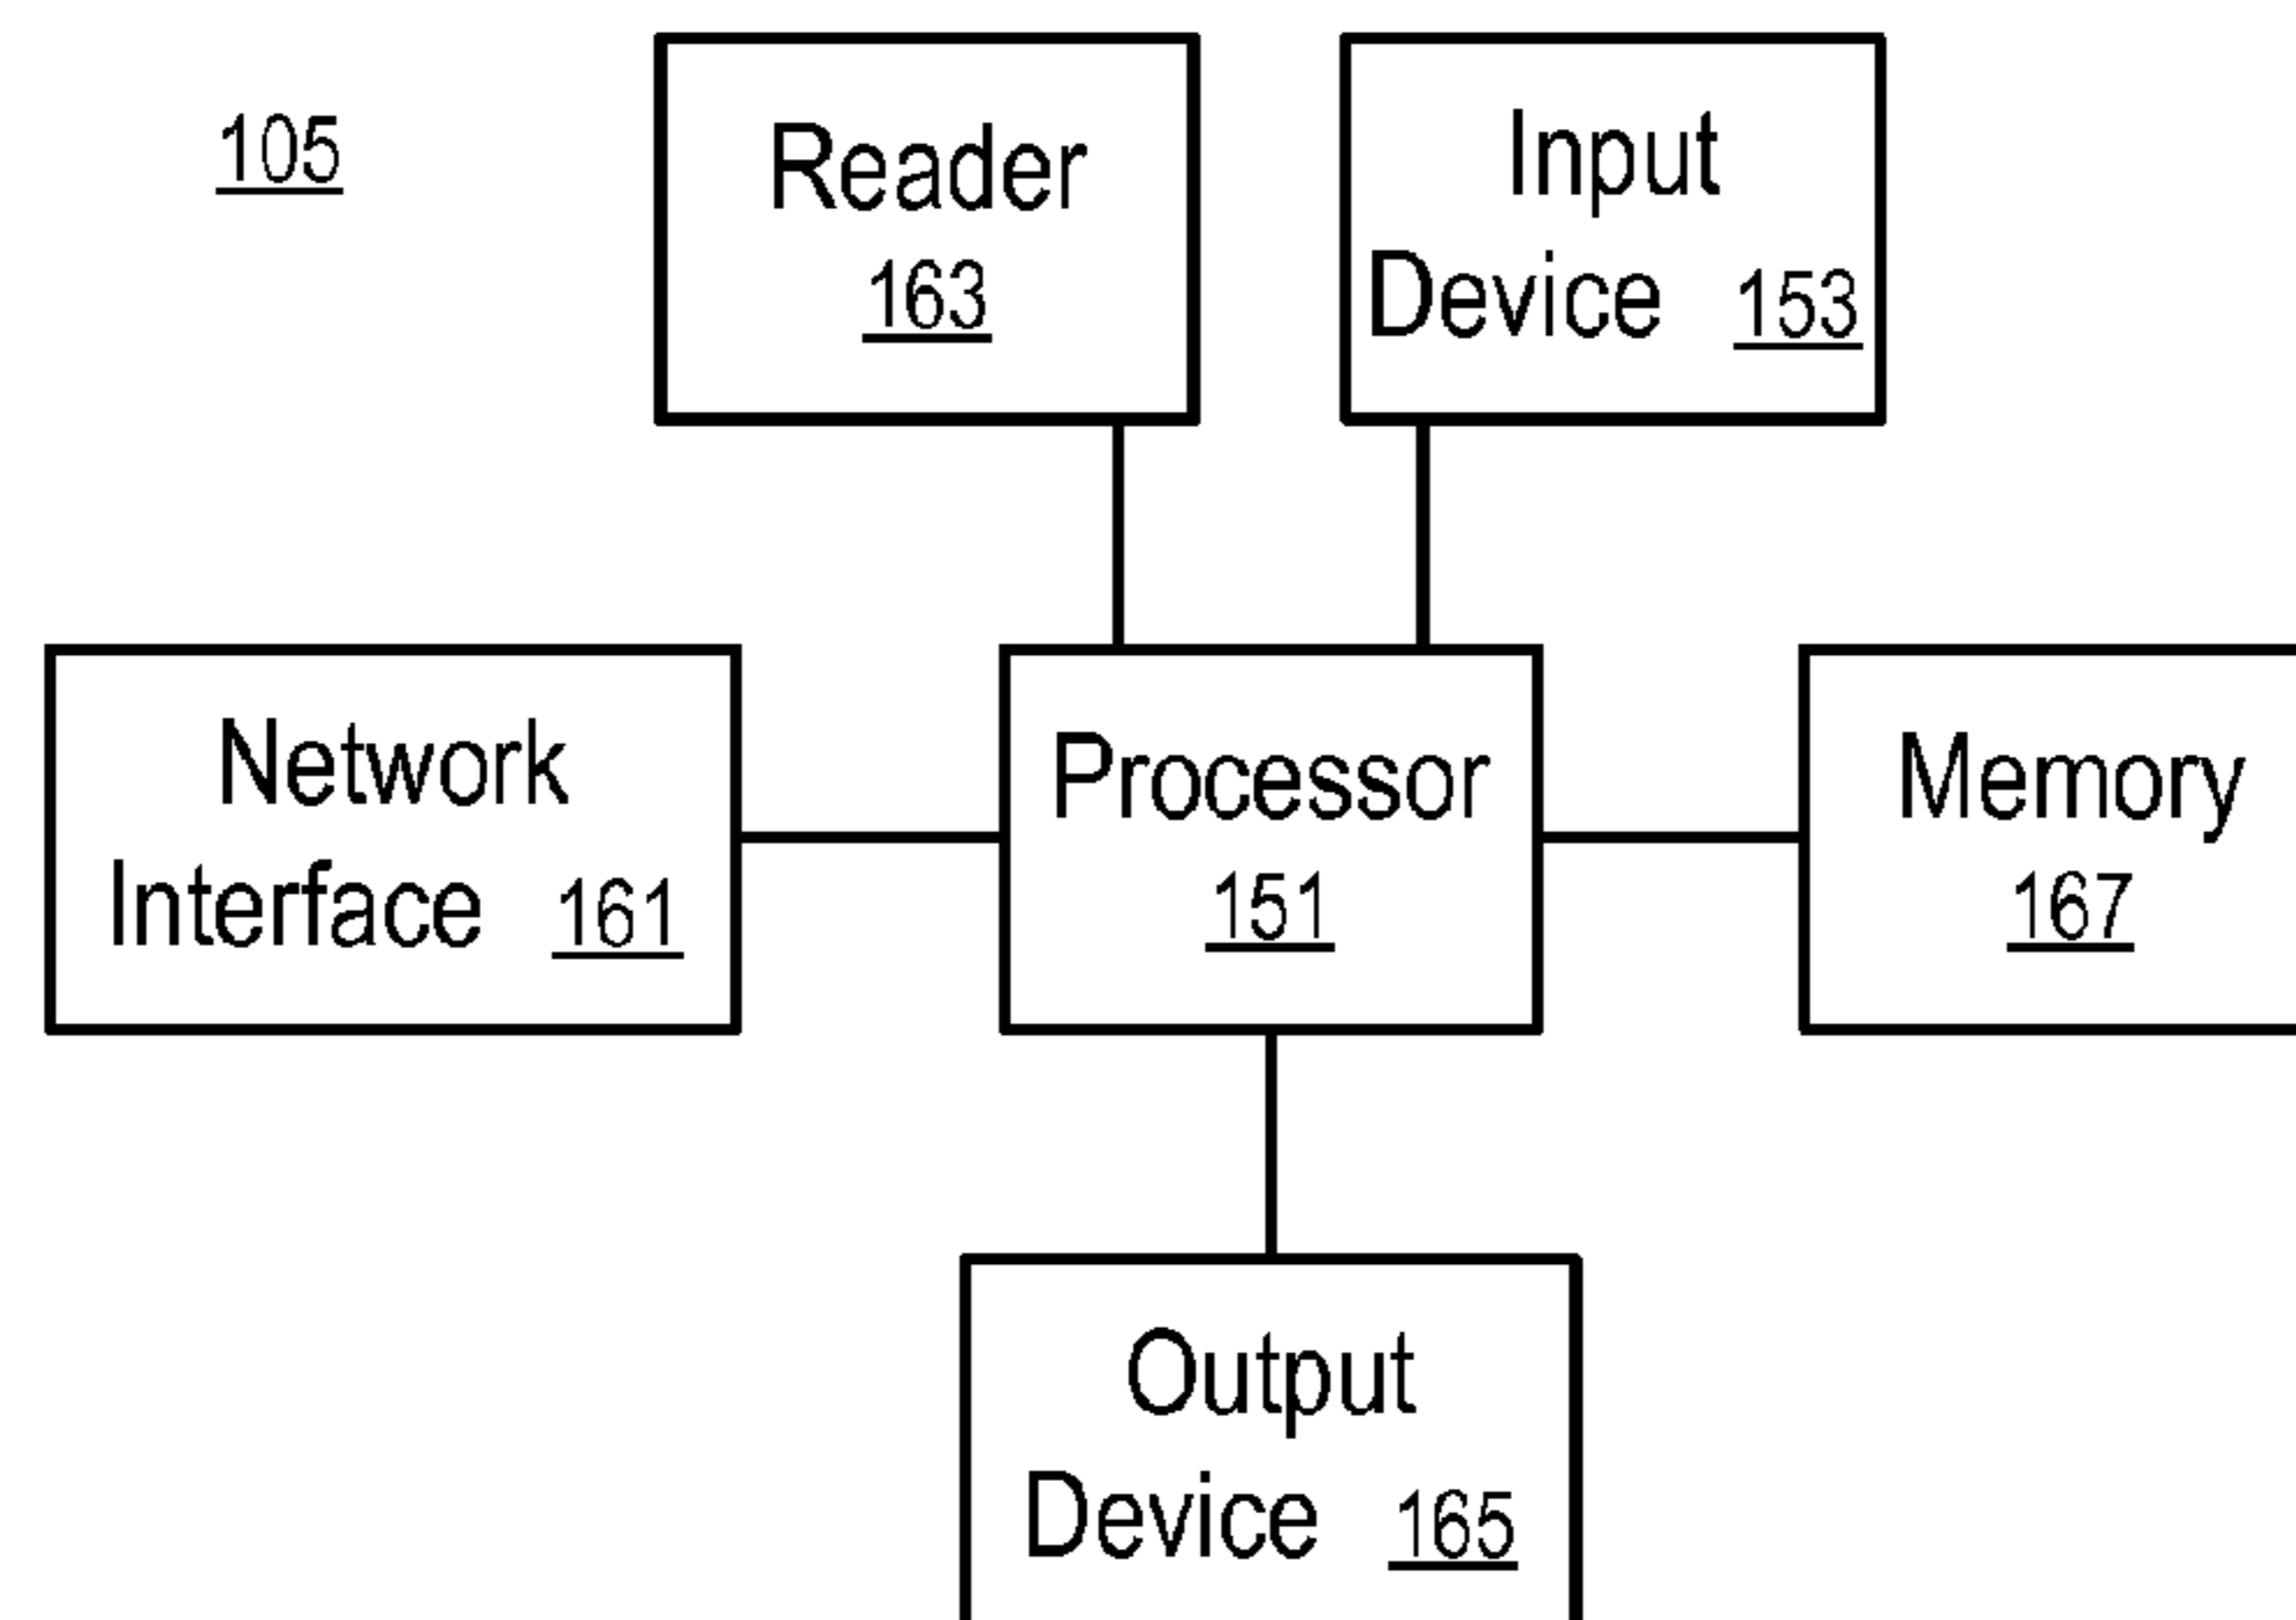 105
Reader
163
Input
Device 153
Network
Interface 161
Processor
151
Memory
167
Output
Device 165